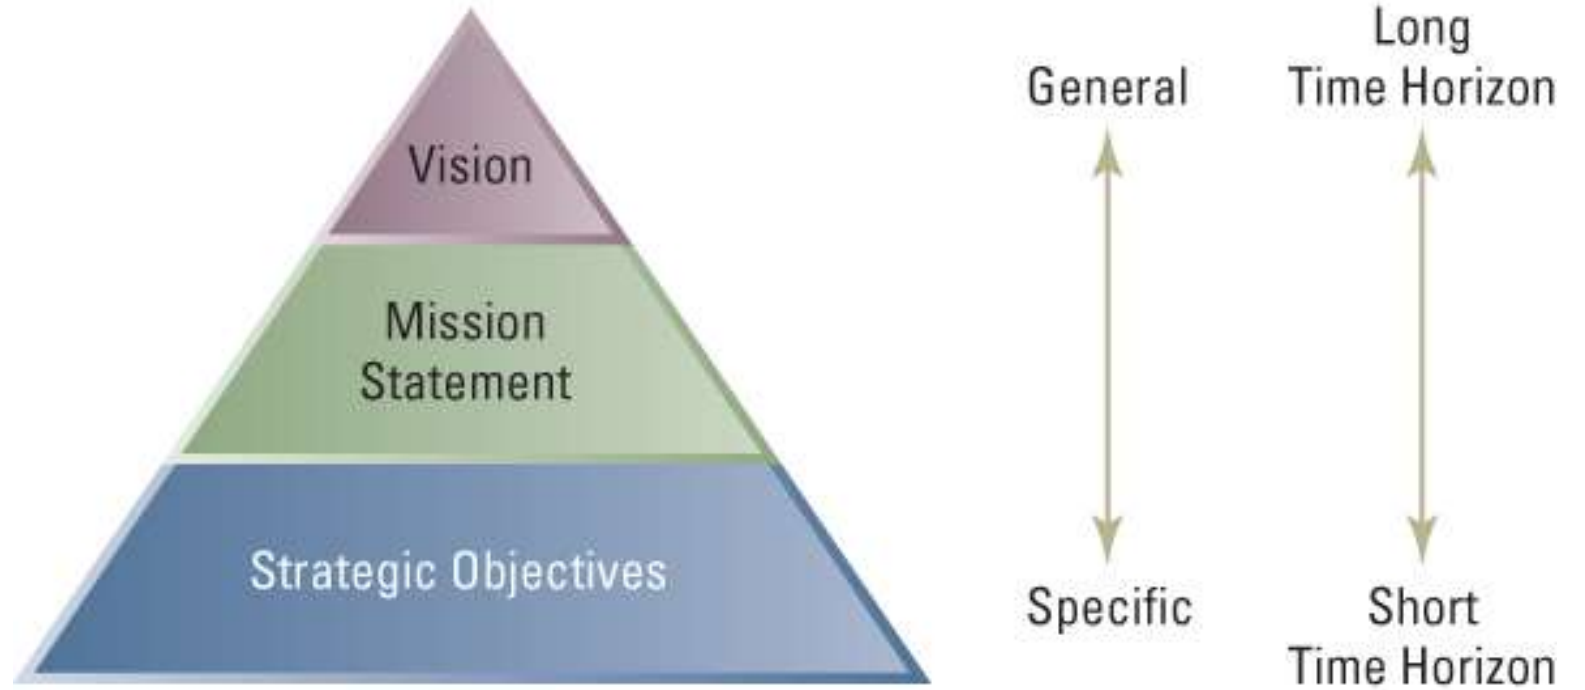 Vision
Mission
Statement
Strategic Objectives
General
Specific
Long
Time Horizon
Short
Time Horizon